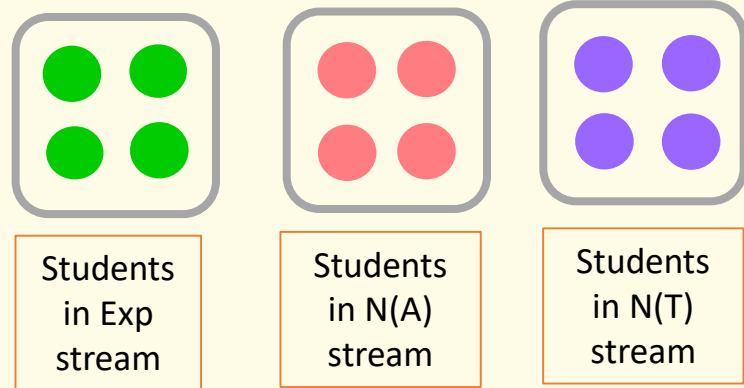 Students
in Exp
stream
Students
in N(A)
stream
Students
in N(T)
stream